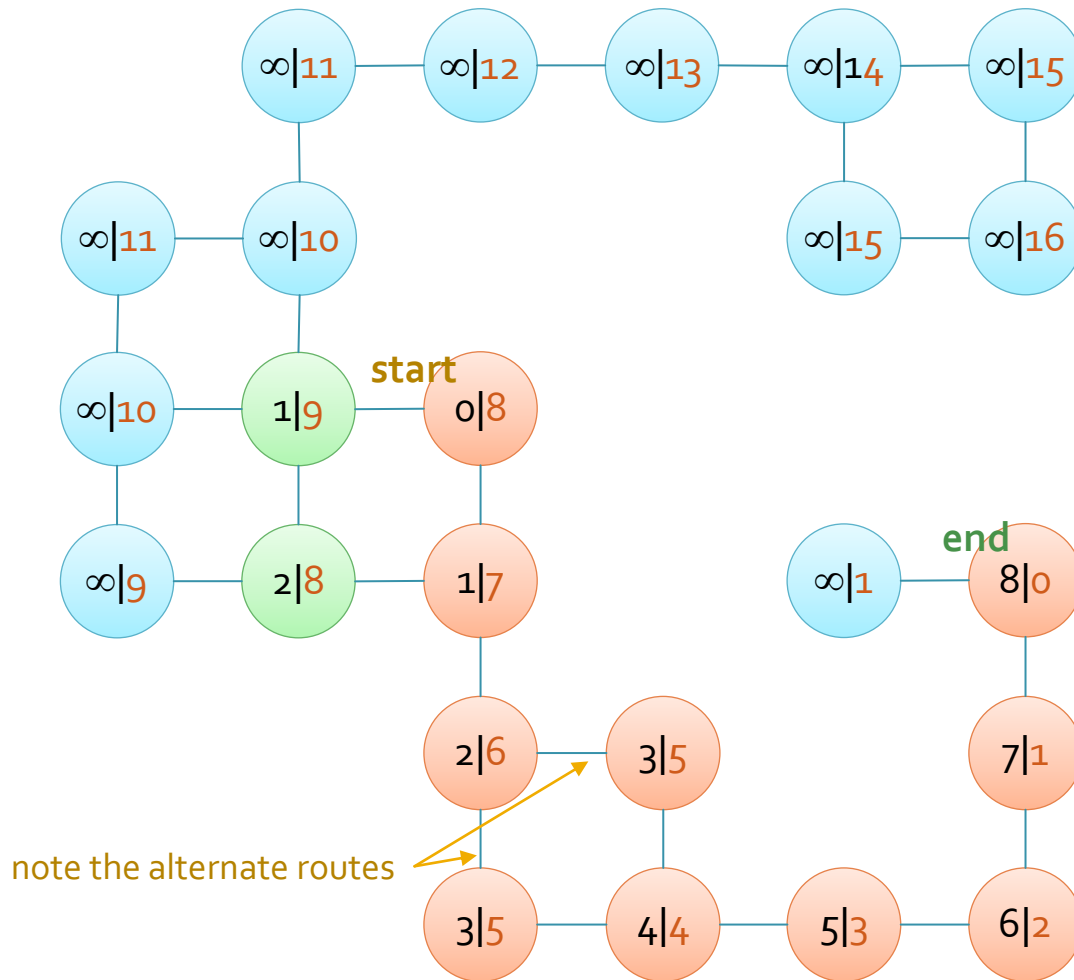 ∞|11 ∞|12 ∞|13 ∞|14 ∞|15
∞|11 ∞|10 ∞|15 ∞|16
start
∞|10 1|9 0|8
end
∞|9 2|8 1|7 ∞|1 8|0
2|6 3|5 7|1
note the alternate routes
3|5 4|4 5|3 6|2